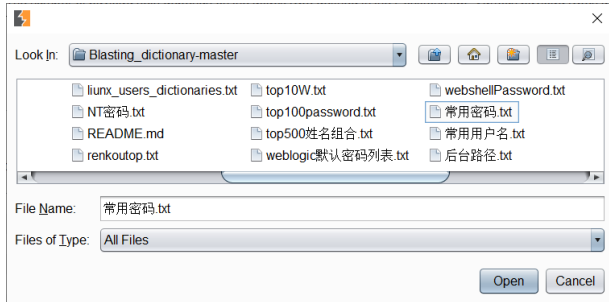 Look In: Blasting_dictionary-master
liunx_users_dictionaries.txt top10W.txt webshellPassword.txt
NT密码.txt top100password.txt 常用密码.txt
README.md top500姓名组合.txt 常用用户名.txt
renkoutop.txt weblogic默认密码列表.txt 后台路径.txt
File Name: 常用密码.txt
Files of Type: All Files
Open Cancel